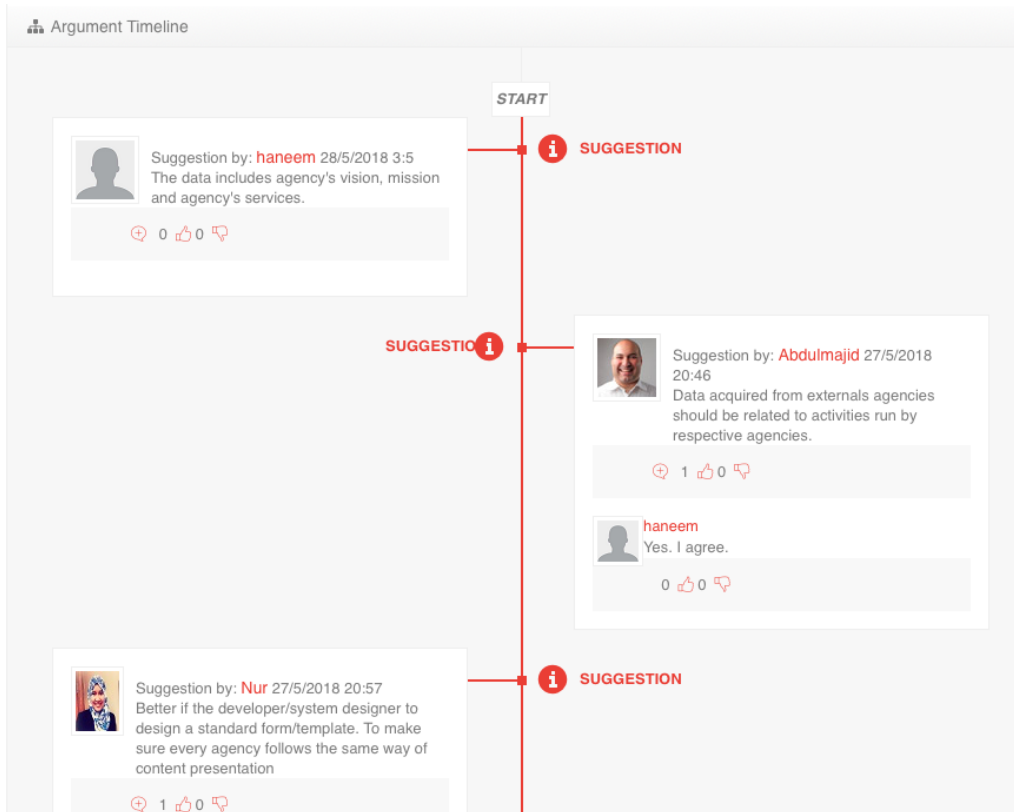 Argument Timeline
START
SUGGESTION
Suggestion by: haneem 28/5/2018 3:5
The data includes agency's vision, mission
and agency's services.
0 0
SUGGESTIO
Suggestion by: Abdulmajid 27/5/2018
20:46
Data acquired from externals agencies
should be related to activities run by
respective agencies.
1 0
haneem
Yes. I agree.
0 0
SUGGESTION
Suggestion by: Nur 27/5/2018 20:57
Better if the developer/system designer to
design a standard form/template. To make
sure every agency follows the same way of
content presentation
1 0